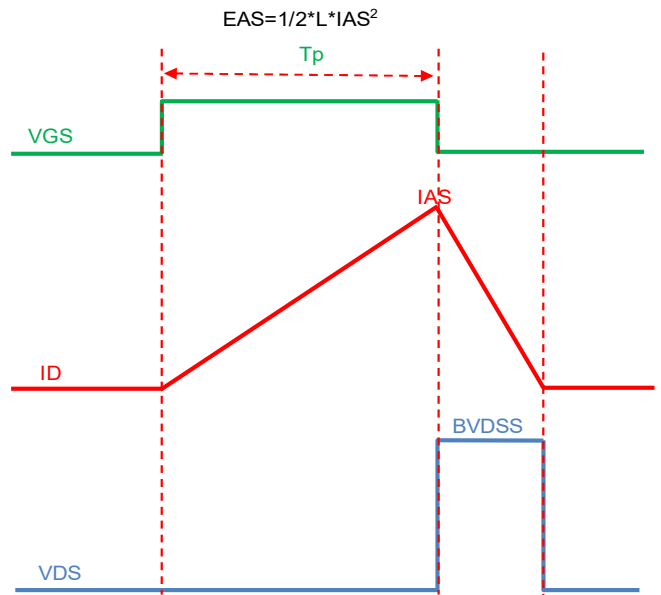 EAS=1/2*L*IAS²
Tp
VGS
IAS
ID
BVDSS
VDS